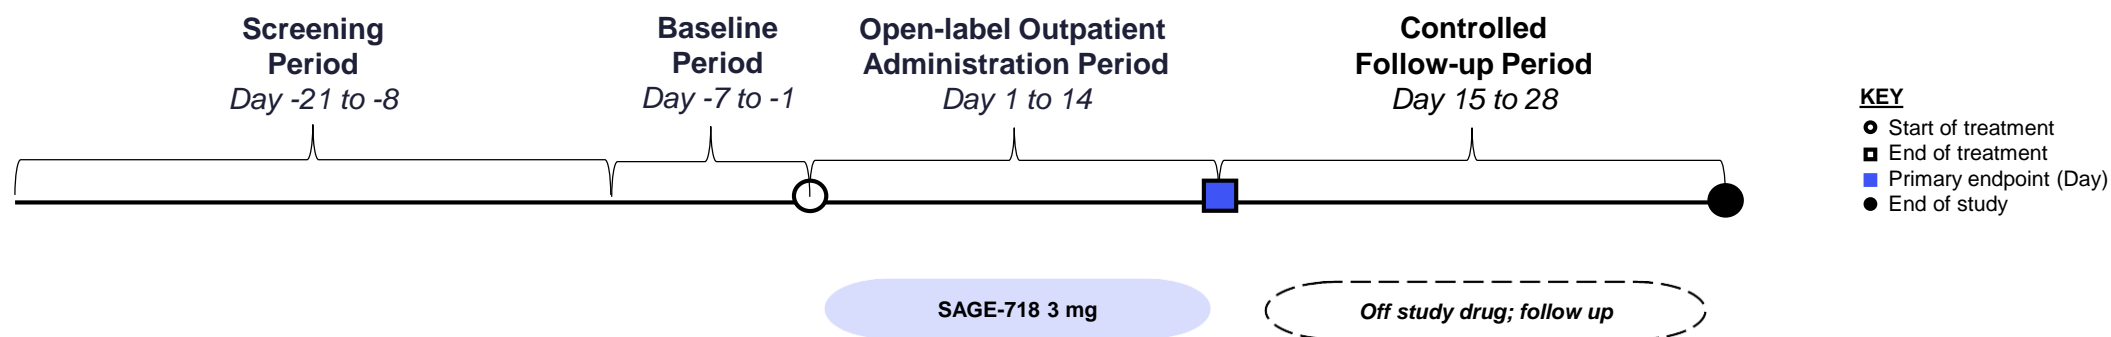 Screening
Period
Day -21 to -8
Baseline
Period
Day -7 to -1
Open-label Outpatient
Administration Period
Day 1 to 14
Controlled
Follow-up Period
Day 15 to 28
KEY
Start of treatment
End of treatment
Primary endpoint (Day)
End of study
SAGE-718 3 mg
Off study drug; follow up